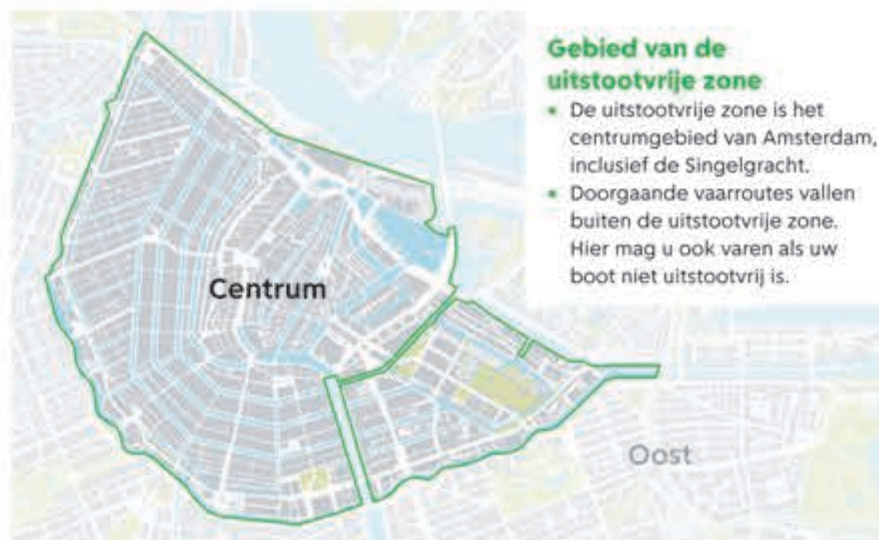 Gebied van de
uitstootvrije zone
• De uitstootvrije zone is het
centrumgebied van Amsterdam,
inclusief de Singelgracht.
• Doorgaande vaarroutes vallen
buiten de uitstootvrije zone.
Hier mag u ook varen als uw
boot niet uitstootvrij is.
Centrum
Oost